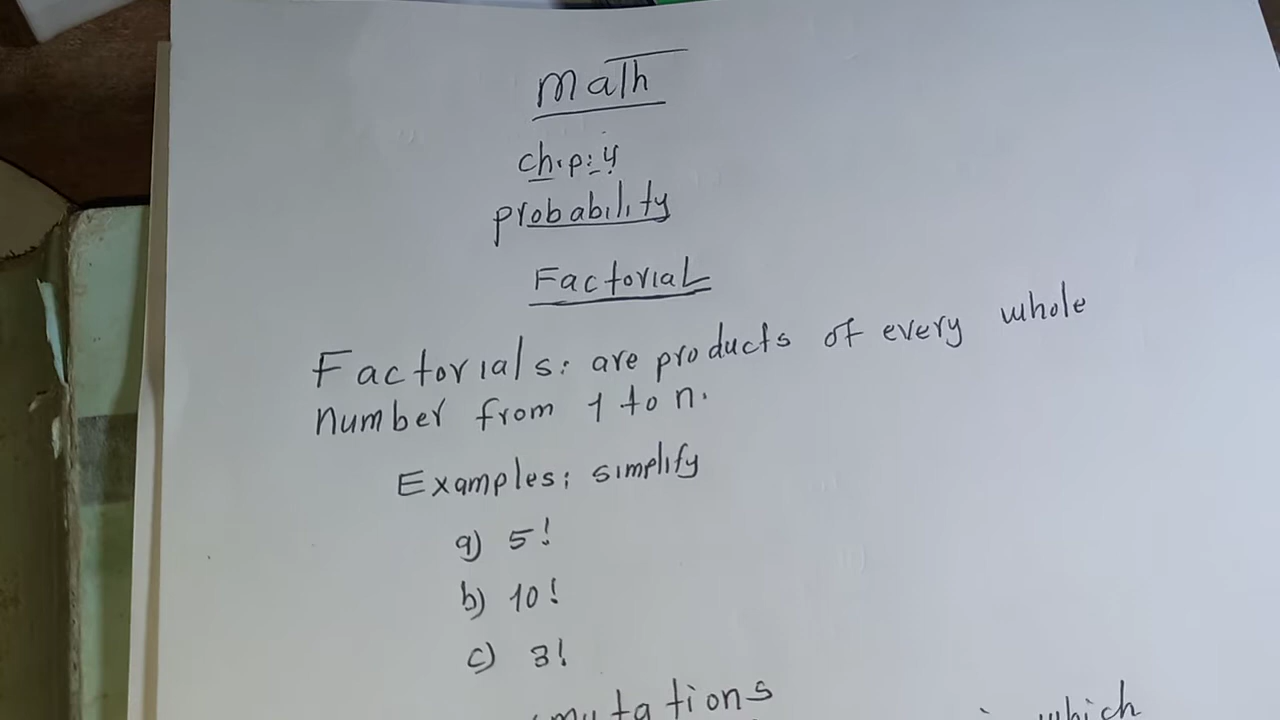 Math
ch.p: 4
probability
Factorial
Factorials: are products of every whole
number from 1 to n.
Examples: simplify
a) 5!
b) 10!
c) 3!
which